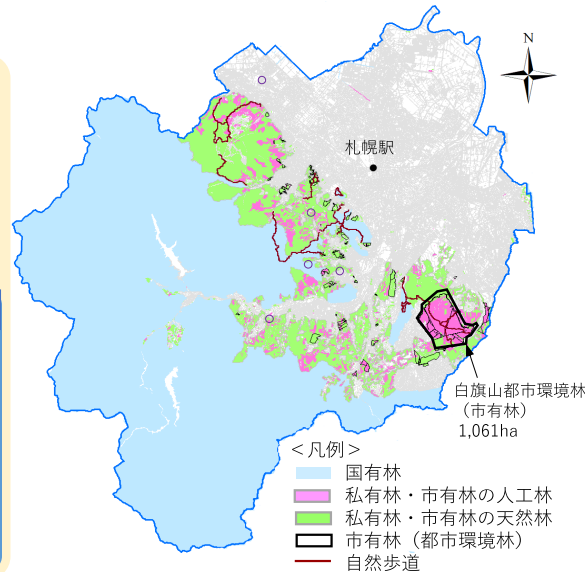 N
札幌駅
白旗山都市環境林
（市有林）
1,061ha
＜凡例＞
国有林
私有林・市有林の人工林
私有林・市有林の天然林
市有林（都市環境林）
自然歩道